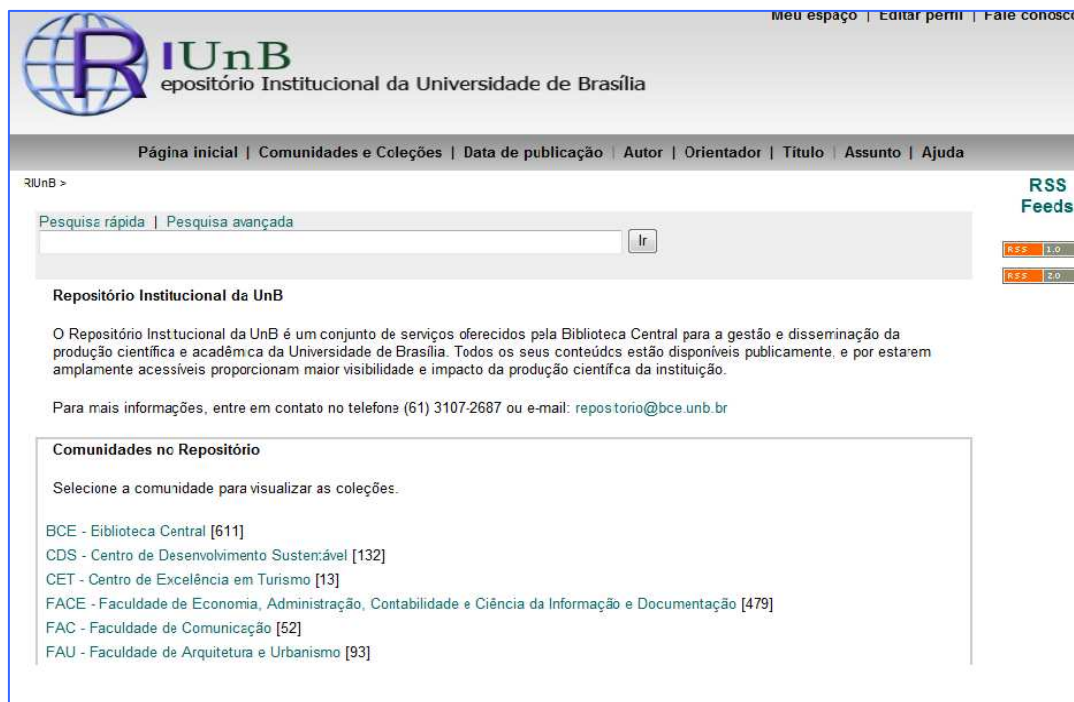 Meu espaço | Editar perfil | Fale conosco
RIUnB
epositório Institucional da Universidade de Brasília
Página inicial | Comunidades e Coleções | Data de publicação | Autor | Orientador | Título | Assunto | Ajuda
RIUnB >
RSS
Feeds
Pesquisa rápida | Pesquisa avançada
Ir
RSS 1.0
RSS 2.0
Repositório Institucional da UnB
O Repositório Institucional da UnB é um conjunto de serviços oferecidos pela Biblioteca Central para a gestão e disseminação da
produção científica e acadêmica da Universidade de Brasília. Todos os seus conteúdos estão disponíveis publicamente, e por estarem
amplamente acessíveis proporcionam maior visibilidade e impacto da produção científica da instituição.
Para mais informações, entre em contato no telefone (61) 3107-2687 ou e-mail: repositorio@bce.unb.br
Comunidades no Repositório
Selecione a comunidade para visualizar as coleções.
BCE - Biblioteca Central [611]
CDS - Centro de Desenvolvimento Sustentável [132]
CET - Centro de Excelência em Turismo [13]
FACE - Faculdade de Economia, Administração, Contabilidade e Ciência da Informação e Documentação [479]
FAC - Faculdade de Comunicação [52]
FAU - Faculdade de Arquitetura e Urbanismo [93]